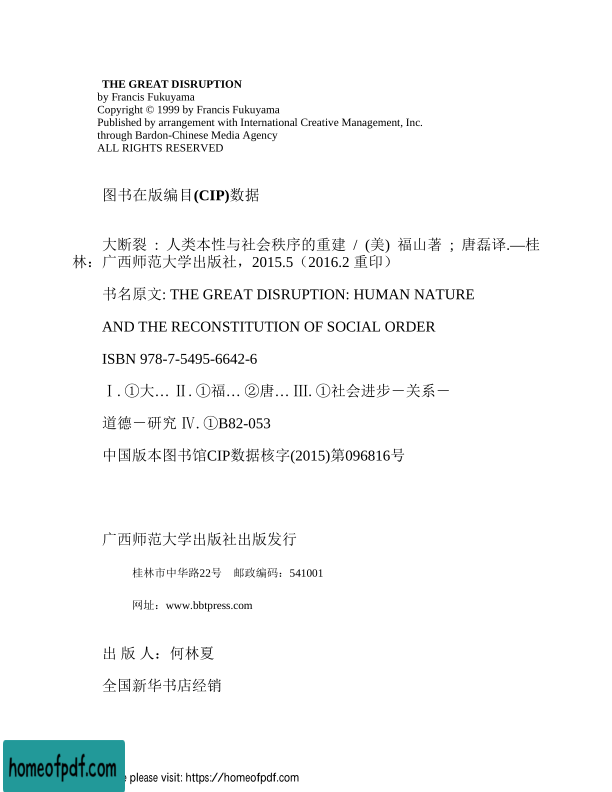 THE GREAT DISRUPTION
by Francis Fukuyama
Copyright © 1999 by Francis Fukuyama
Published by arrangement with International Creative Management, Inc.
through Bardon-Chinese Media Agency
ALL RIGHTS RESERVED
图书在版编目(CIP)数据
大断裂 : 人类本性与社会秩序的重建 / (美) 福山著 ; 唐磊译.—桂
林：广西师范大学出版社，2015.5（2016.2 重印）
书名原文: THE GREAT DISRUPTION: HUMAN NATURE
AND THE RECONSTITUTION OF SOCIAL ORDER
ISBN 978-7-5495-6642-6
Ⅰ. ①大… Ⅱ. ①福… ②唐… Ⅲ. ①社会进步－关系－
道德－研究 Ⅳ. ①B82-053
中国版本图书馆CIP数据核字(2015)第096816号
广西师范大学出版社出版发行
桂林市中华路22号　邮政编码：541001
网址：www.bbtpress.com
出 版 人：何林夏
全国新华书店经销
homeofpdf.com
please visit: https://homeofpdf.com